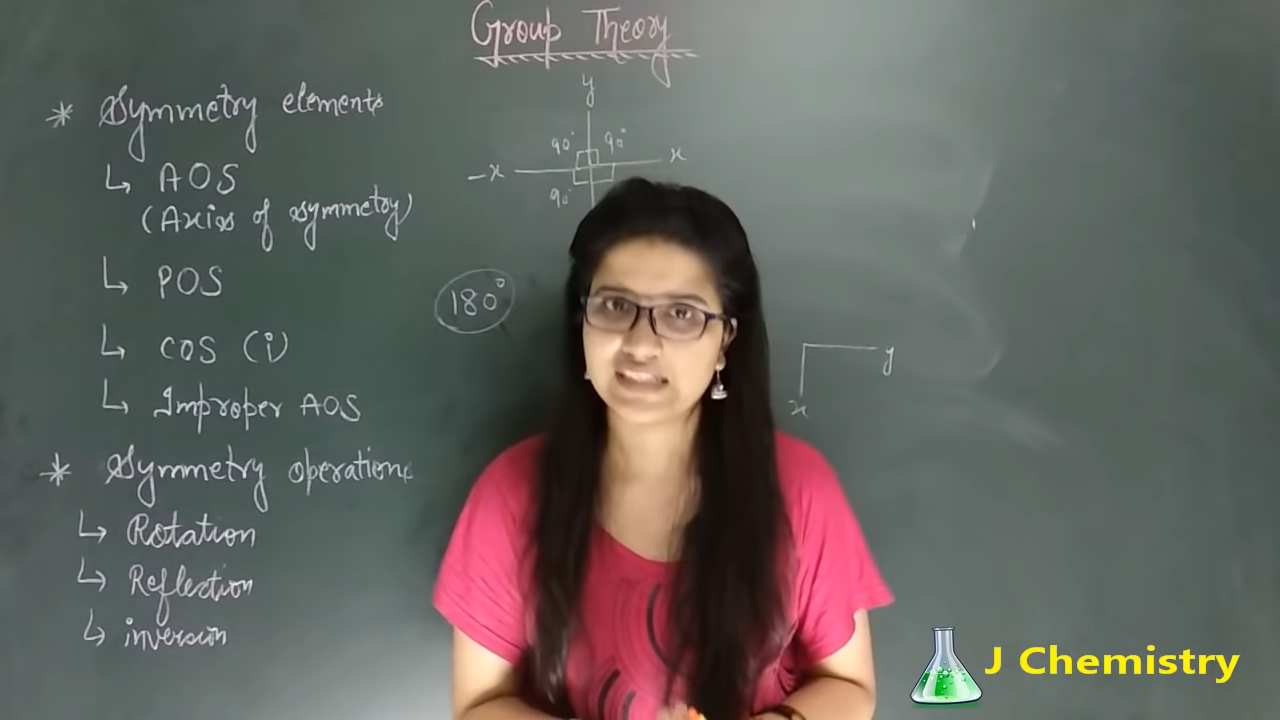 Group Theory
* Symmetry elements
↳ AOS
(Axis of symmetry)
↳ POS
↳ COS (i)
↳ Improper AOS
* Symmetry operations
↳ Rotation
↳ Reflection
↳ inversion
y
90° 90°
-x x
90°
180°
y
x
J Chemistry